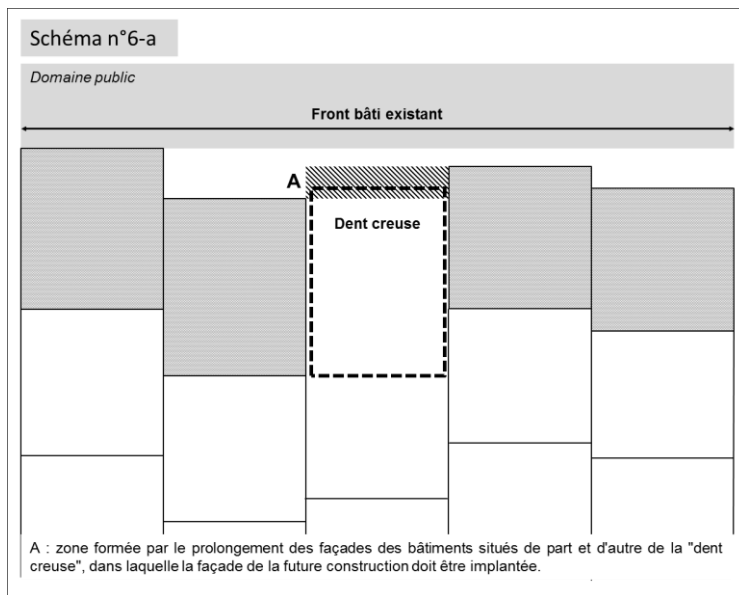 Schéma n°6-a
Domaine public
Front bâti existant
A
Dent creuse
A : zone formée par le prolongement des façades des bâtiments situés de part et d'autre de la "dent
creuse", dans laquelle la façade de la future construction doit être implantée.